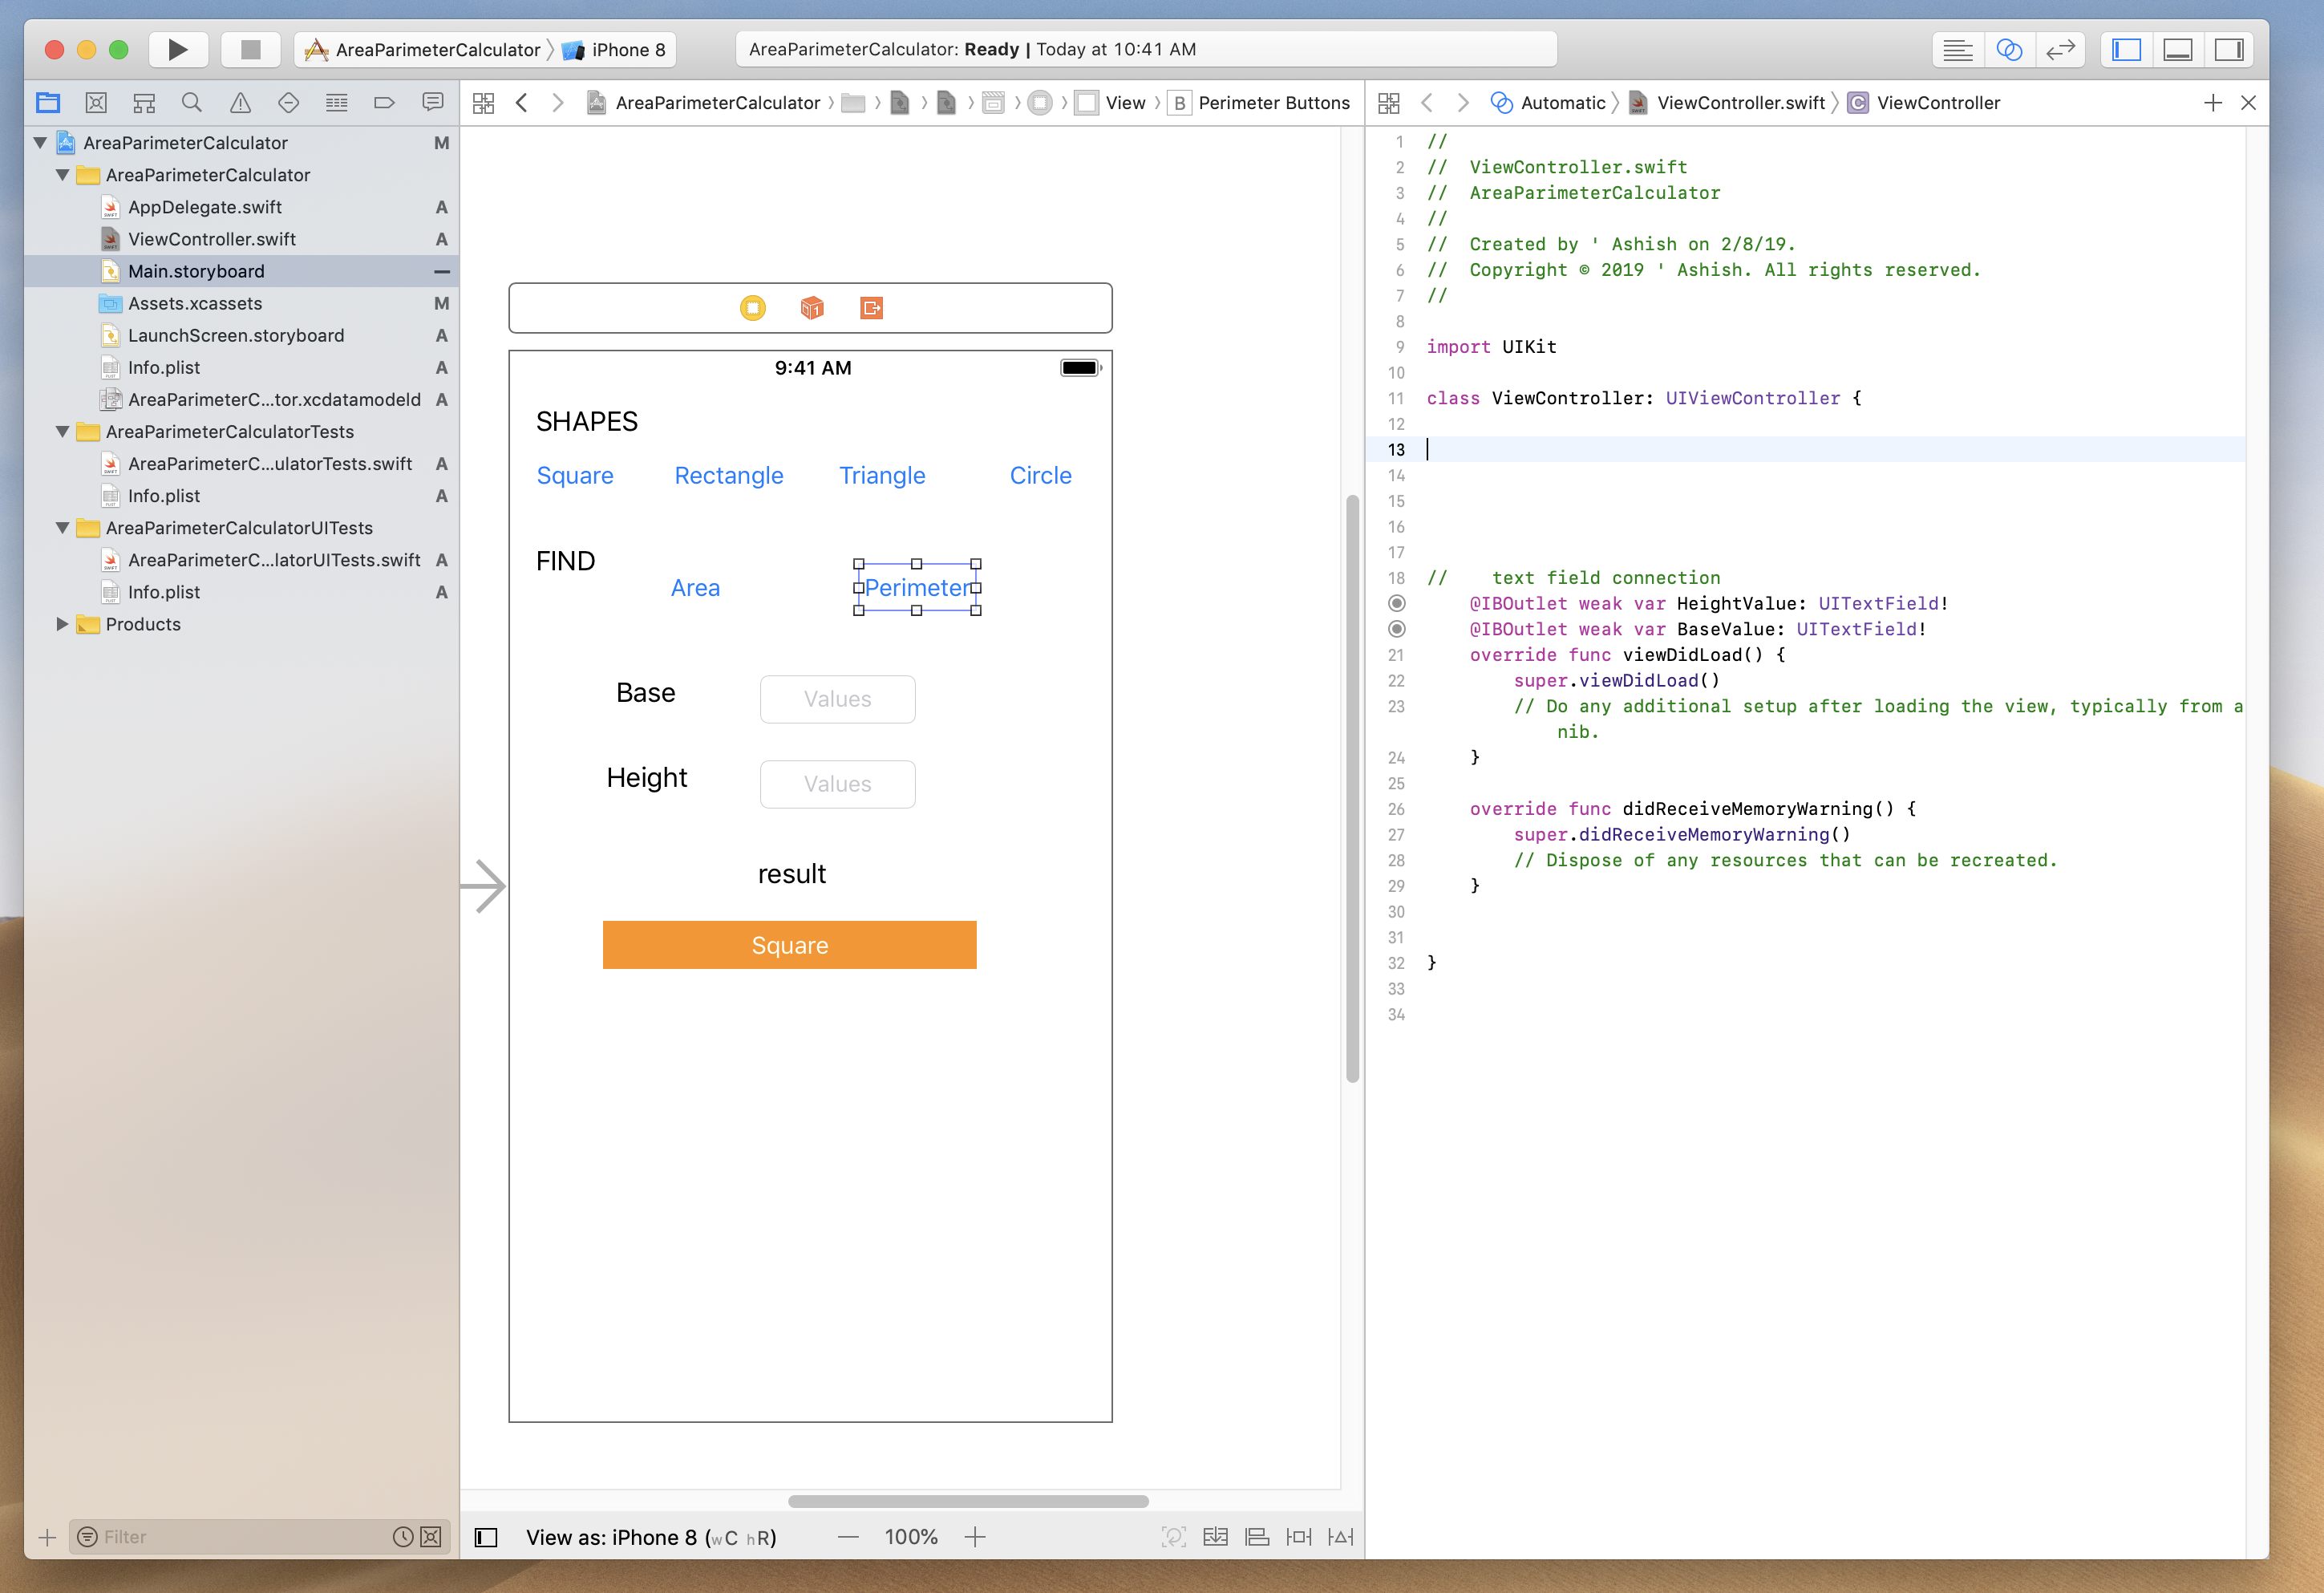 AreaParimeterCalculator iPhone 8
AreaParimeterCalculator: Ready | Today at 10:41 AM
AreaParimeterCalculator View B Perimeter Buttons
Automatic ViewController.swift C ViewController
AreaParimeterCalculator M
AreaParimeterCalculator
AppDelegate.swift A
ViewController.swift A
Main.storyboard
Assets.xcassets M
LaunchScreen.storyboard A
Info.plist A
AreaParimeterC...tor.xcdatamodeld A
AreaParimeterCalculatorTests
AreaParimeterC...ulatorTests.swift A
Info.plist A
AreaParimeterCalculatorUITests
AreaParimeterC...latorUITests.swift A
Info.plist A
Products
Filter
9:41 AM
SHAPES
Square Rectangle Triangle Circle
FIND
Area Perimeter
Base Values
Height Values
result
Square
View as: iPhone 8 (wC hR) — 100% +
1 //
2 //  ViewController.swift
3 //  AreaParimeterCalculator
4 //
5 //  Created by ' Ashish on 2/8/19.
6 //  Copyright © 2019 ' Ashish. All rights reserved.
7 //
8
9 import UIKit
10
11 class ViewController: UIViewController {
12
13
14
15
16
17
18 //    text field connection
@IBOutlet weak var HeightValue: UITextField!
@IBOutlet weak var BaseValue: UITextField!
21 override func viewDidLoad() {
22 super.viewDidLoad()
23 // Do any additional setup after loading the view, typically from a
nib.
24 }
25
26 override func didReceiveMemoryWarning() {
27 super.didReceiveMemoryWarning()
28 // Dispose of any resources that can be recreated.
29 }
30
31
32 }
33
34